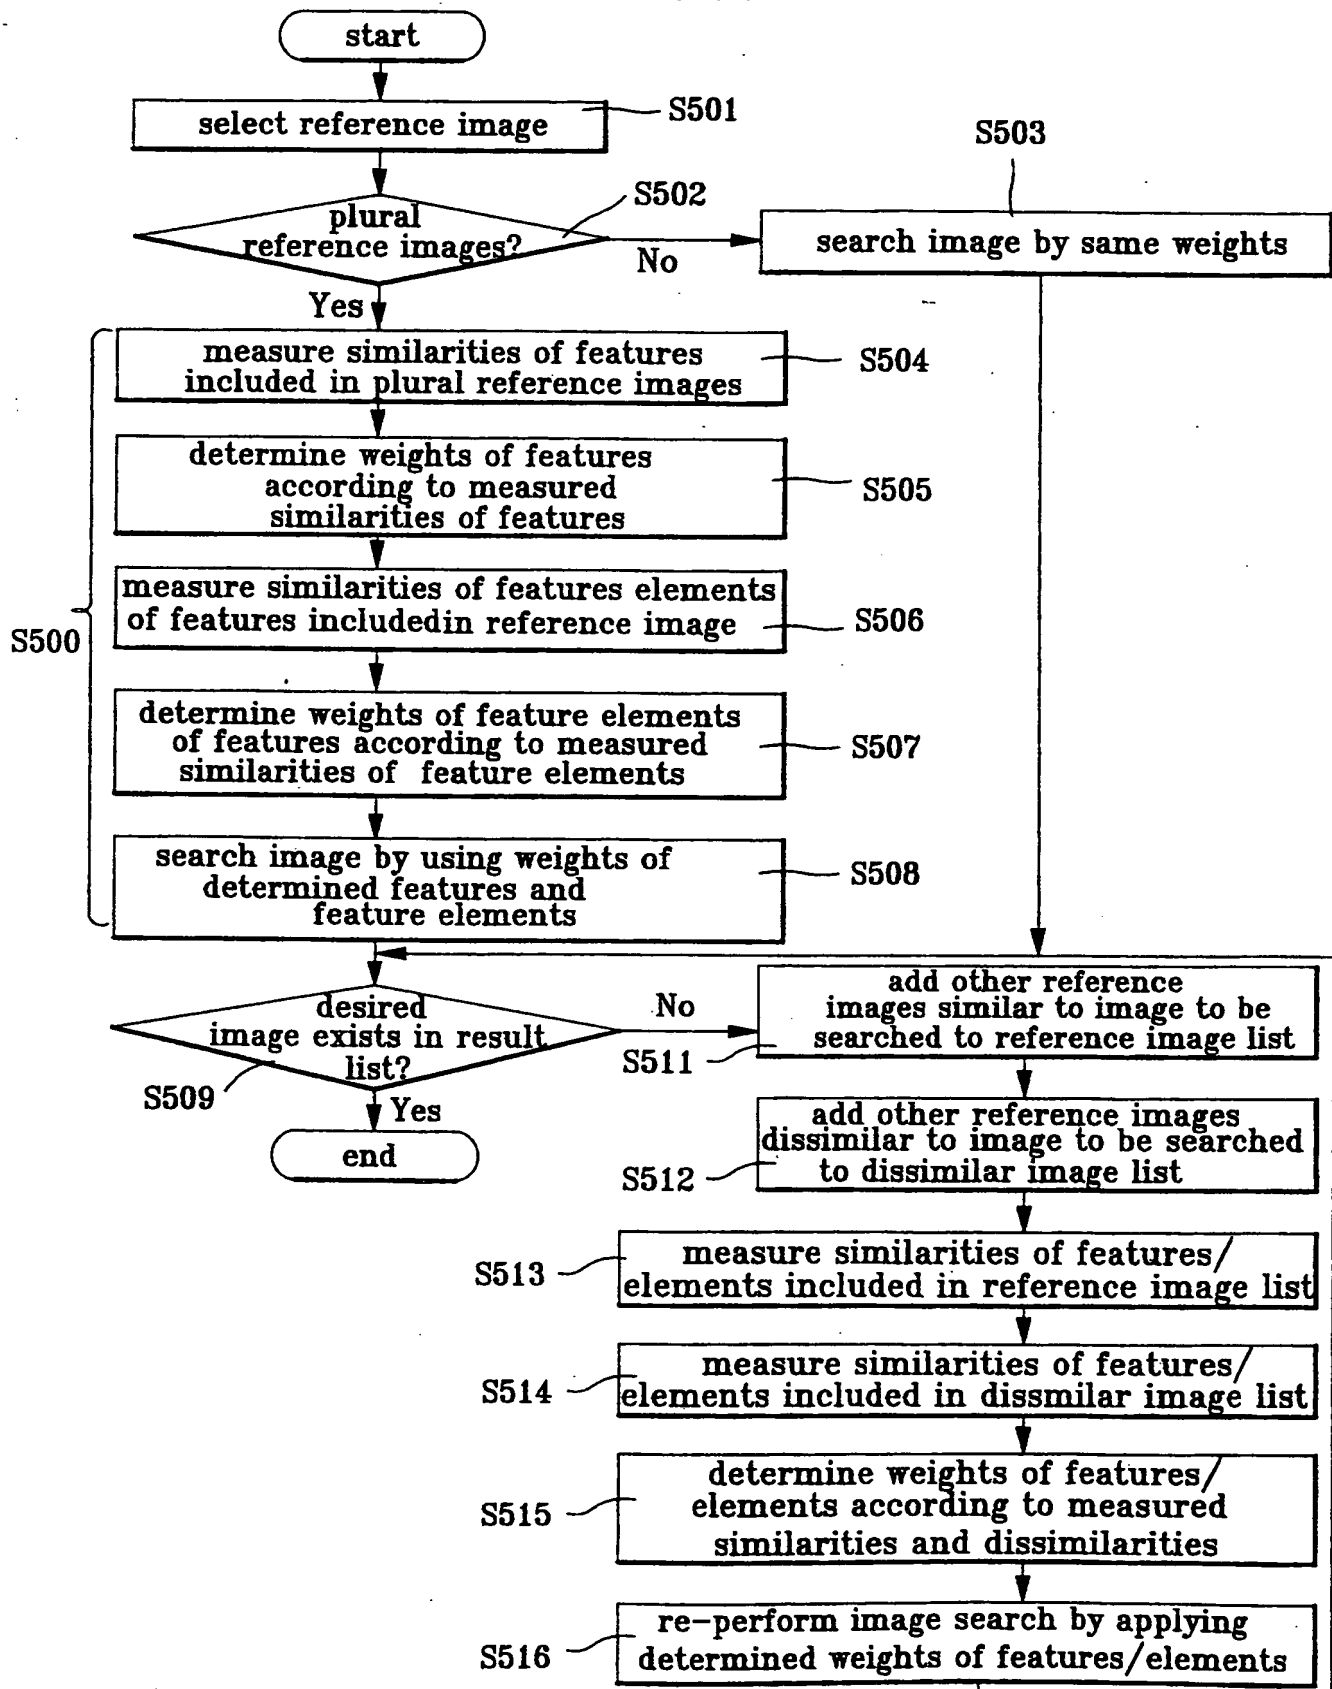 start
select reference image
S501
plural
reference images?
S502
No
Yes
S503
search image by same weights
measure similarities of features
included in plural reference images
S504
determine weights of features
according to measured
similarities of features
S505
measure similarities of features elements
of features includedin reference image
S506
S500
determine weights of feature elements
of features according to measured
similarities of feature elements
S507
search image by using weights of
determined features and
feature elements
S508
desired
image exists in result
list?
S509
No
Yes
end
add other reference
images similar to image to be
searched to reference image list
S511
add other reference images
dissimilar to image to be searched
to dissimilar image list
S512
measure similarities of features/
elements included in reference image list
S513
measure similarities of features/
elements included in dissmilar image list
S514
determine weights of features/
elements according to measured
similarities and dissimilarities
S515
re-perform image search by applying
determined weights of features/elements
S516